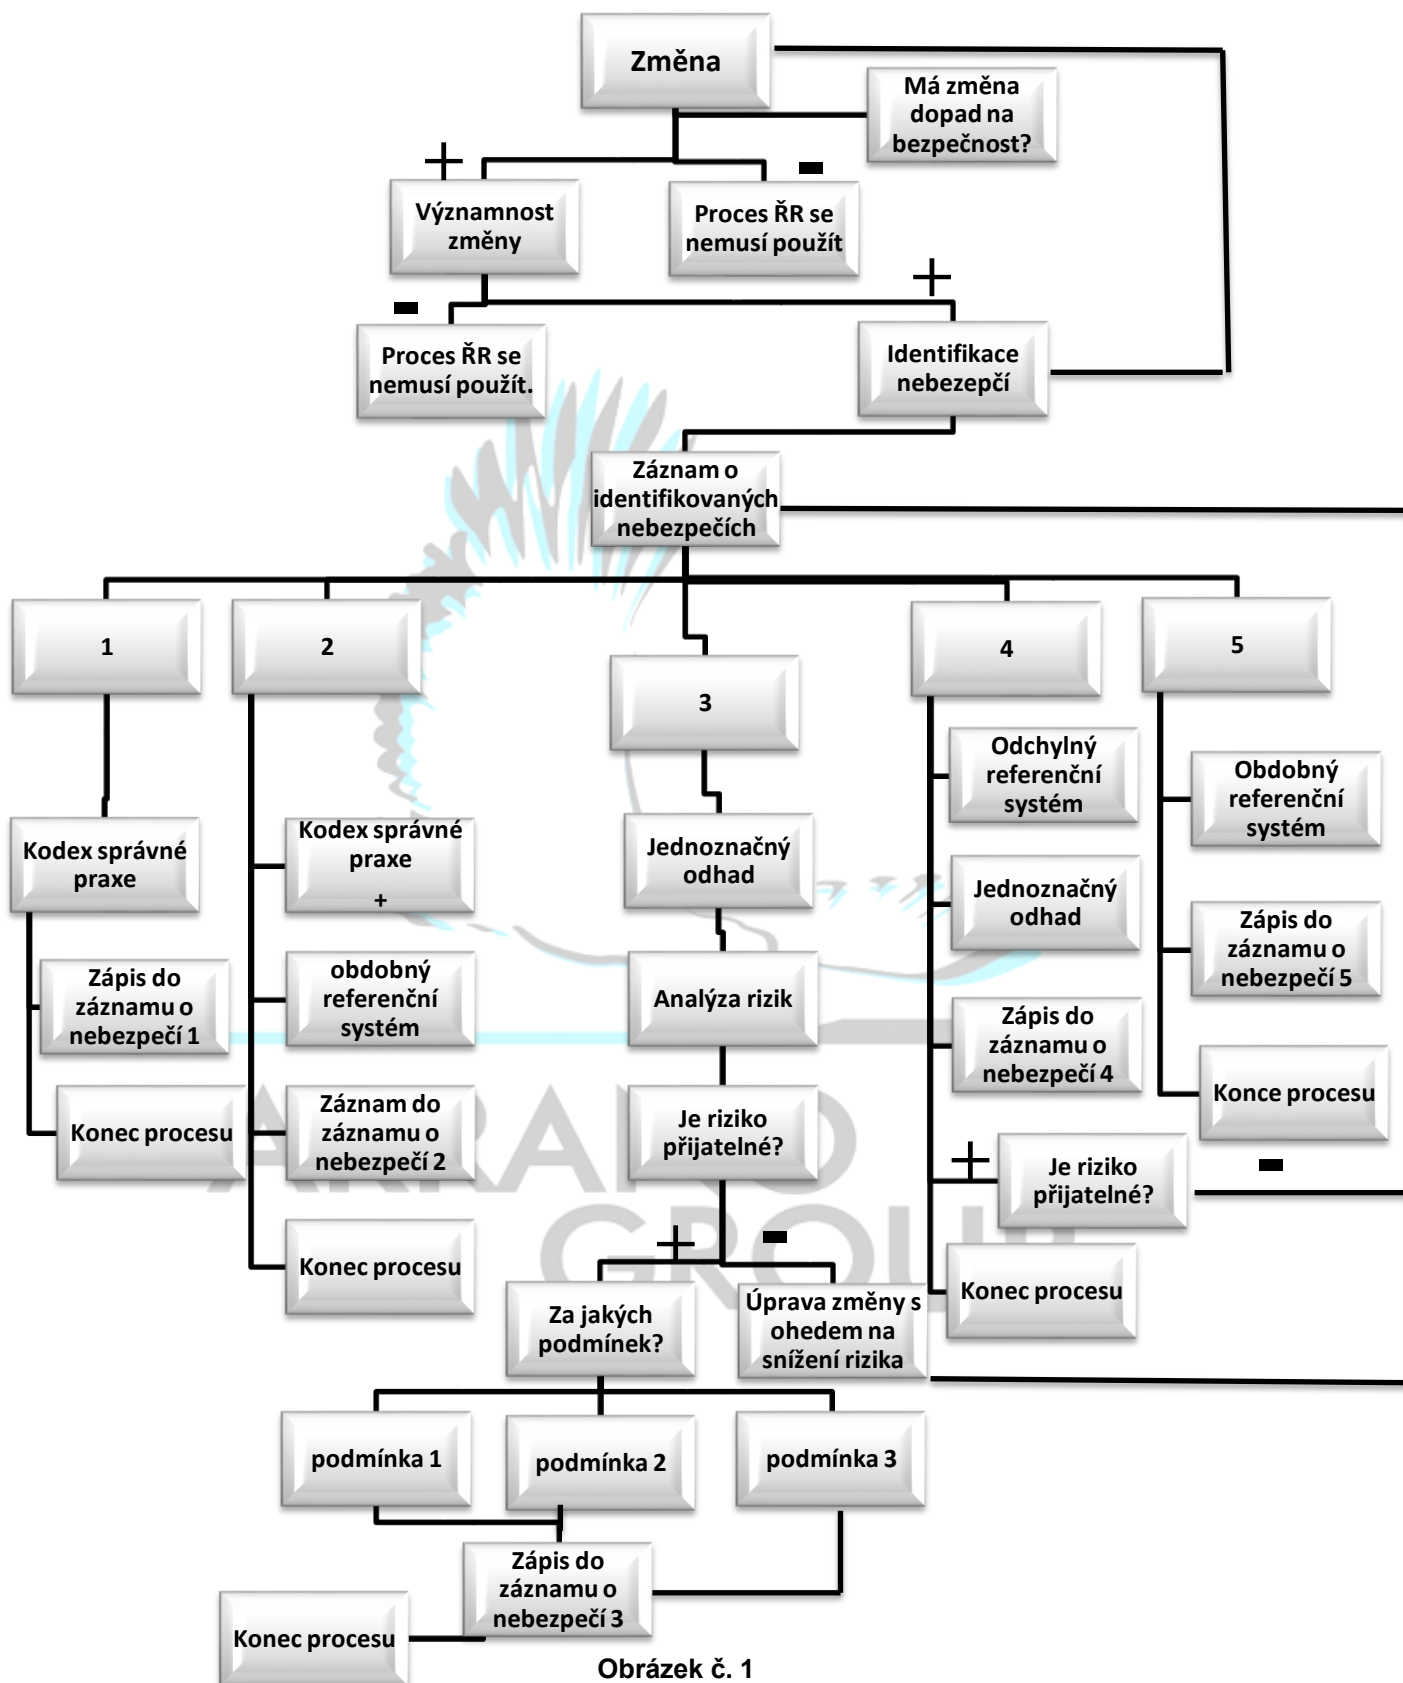 Změna
Má změna
dopad na
bezpečnost?
+
-
Významnost
změny
Proces ŘR se
nemusí použít
-
+
Proces ŘR se
nemusí použít.
Identifikace
nebezepčí
Záznam o
identifikovaných
nebezpečích
1
2
3
4
5
Kodex správné
praxe
Zápis do
záznamu o
nebezpečí 1
Konec procesu
Kodex správné
praxe
+
obdobný
referenční
systém
Záznam do
záznamu o
nebezpečí 2
Konec procesu
Jednoznačný
odhad
Analýza rizik
Je riziko
přijatelné?
+
-
Za jakých
podmínek?
Úprava změny s
ohedem na
snížení rizika
podmínka 1
podmínka 2
podmínka 3
Zápis do
záznamu o
nebezpečí 3
Konec procesu
Odchylný
referenční
systém
Jednoznačný
odhad
Zápis do
záznamu o
nebezpečí 4
+
Je riziko
přijatelné?
-
Konec procesu
Obdobný
referenční
systém
Zápis do
záznamu o
nebezpečí 5
Konce procesu
GROUP
Obrázek č. 1